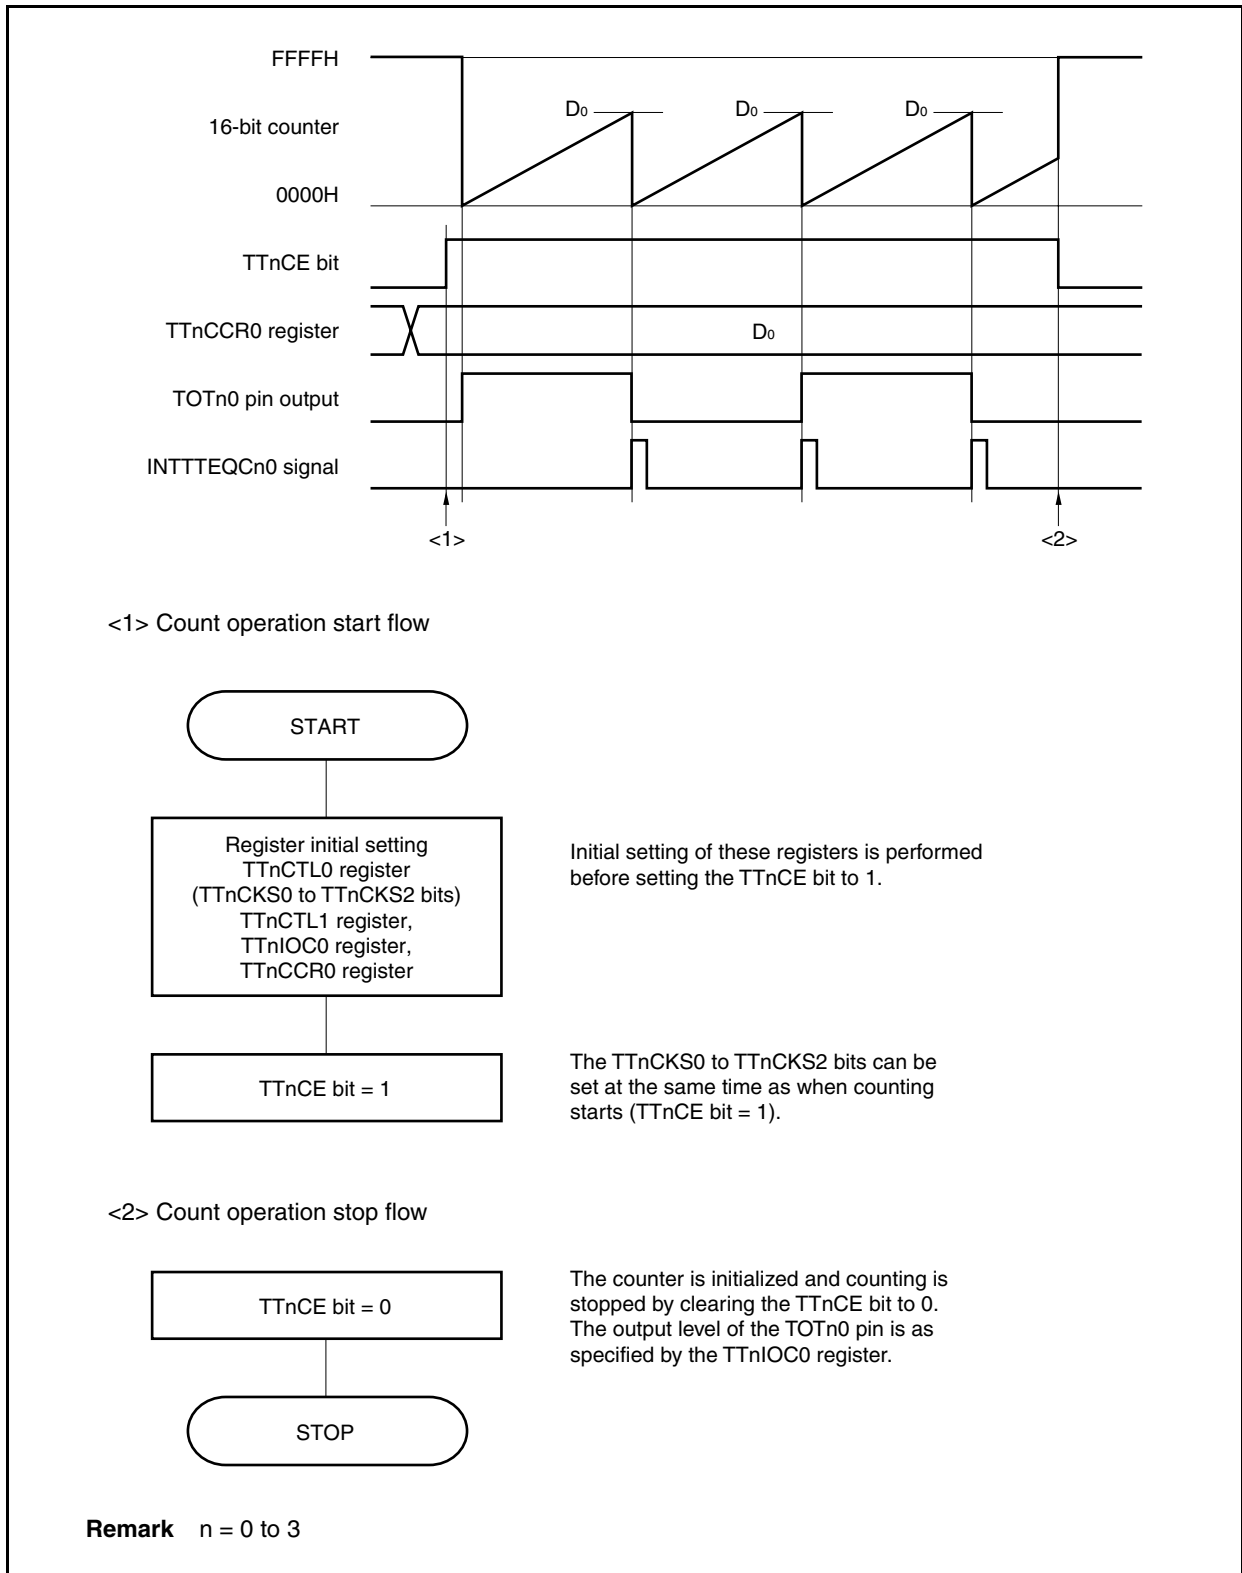 FFFFH
D0 D0 D0
16-bit counter
0000H
TTnCE bit
TTnCCR0 register
D0
TOTn0 pin output
INTTTEQCn0 signal
<1> <2>
<1> Count operation start flow
START
Register initial setting
TTnCTL0 register
(TTnCKS0 to TTnCKS2 bits)
TTnCTL1 register,
TTnIOC0 register,
TTnCCR0 register
Initial setting of these registers is performed
before setting the TTnCE bit to 1.
TTnCE bit = 1
The TTnCKS0 to TTnCKS2 bits can be
set at the same time as when counting
starts (TTnCE bit = 1).
<2> Count operation stop flow
TTnCE bit = 0
The counter is initialized and counting is
stopped by clearing the TTnCE bit to 0.
The output level of the TOTn0 pin is as
specified by the TTnIOC0 register.
STOP
Remark n = 0 to 3